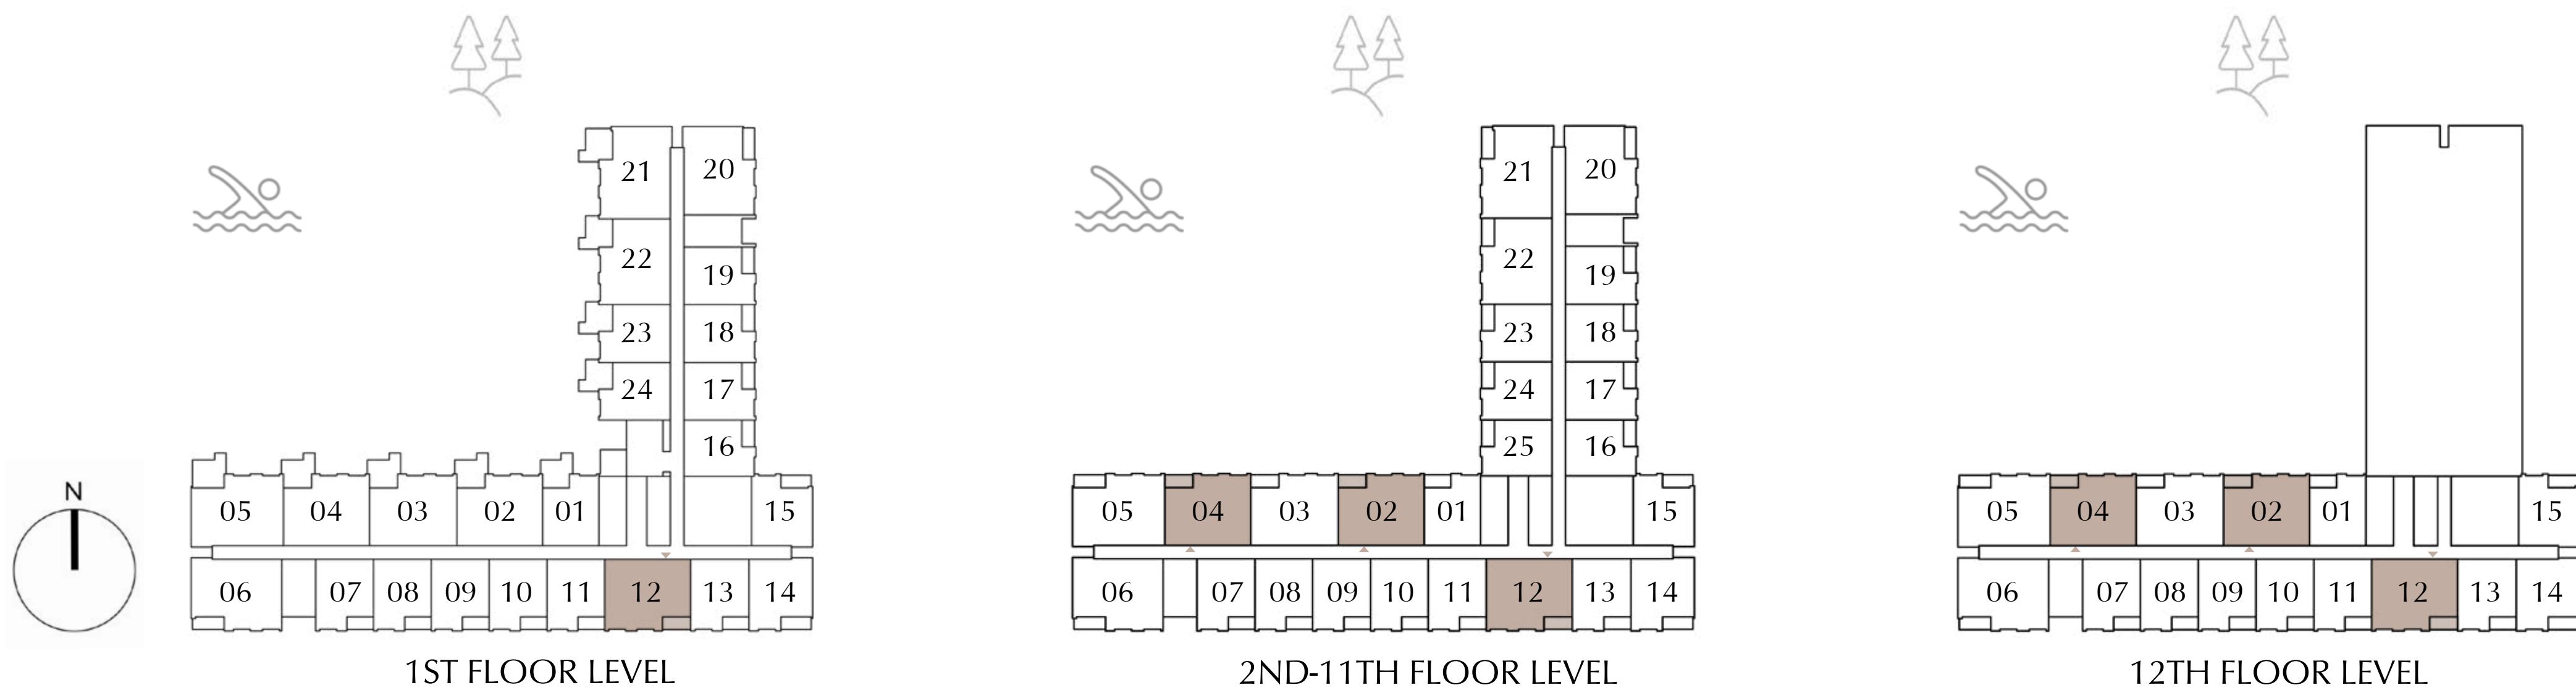 21 20
22
19
23 18
24 17
16
05 04 03 02 01 15
06 07 08 09 10 11 12 13 14
1ST FLOOR LEVEL
21 20
22
19
23 18
24 17
25 16
05 04 03 02 01 15
06 07 08 09 10 11 12 13 14
2ND-11TH FLOOR LEVEL
05 04 03 02 01 15
06 07 08 09 10 11 12 13 14
12TH FLOOR LEVEL
N